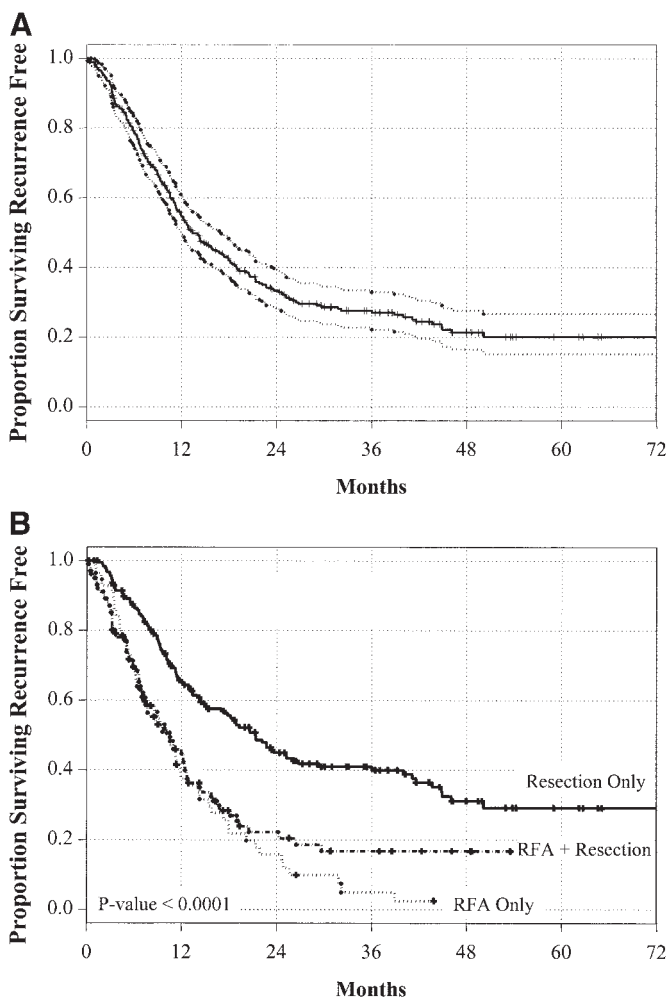 A
Proportion Surviving Recurrence Free
1.0
0.8
0.6
0.4
0.2
0.0
0 12 24 36 48 60 72
Months
B
Proportion Surviving Recurrence Free
1.0
0.8
0.6
0.4
0.2
0.0
Resection Only
RFA + Resection
RFA Only
P-value < 0.0001
0 12 24 36 48 60 72
Months